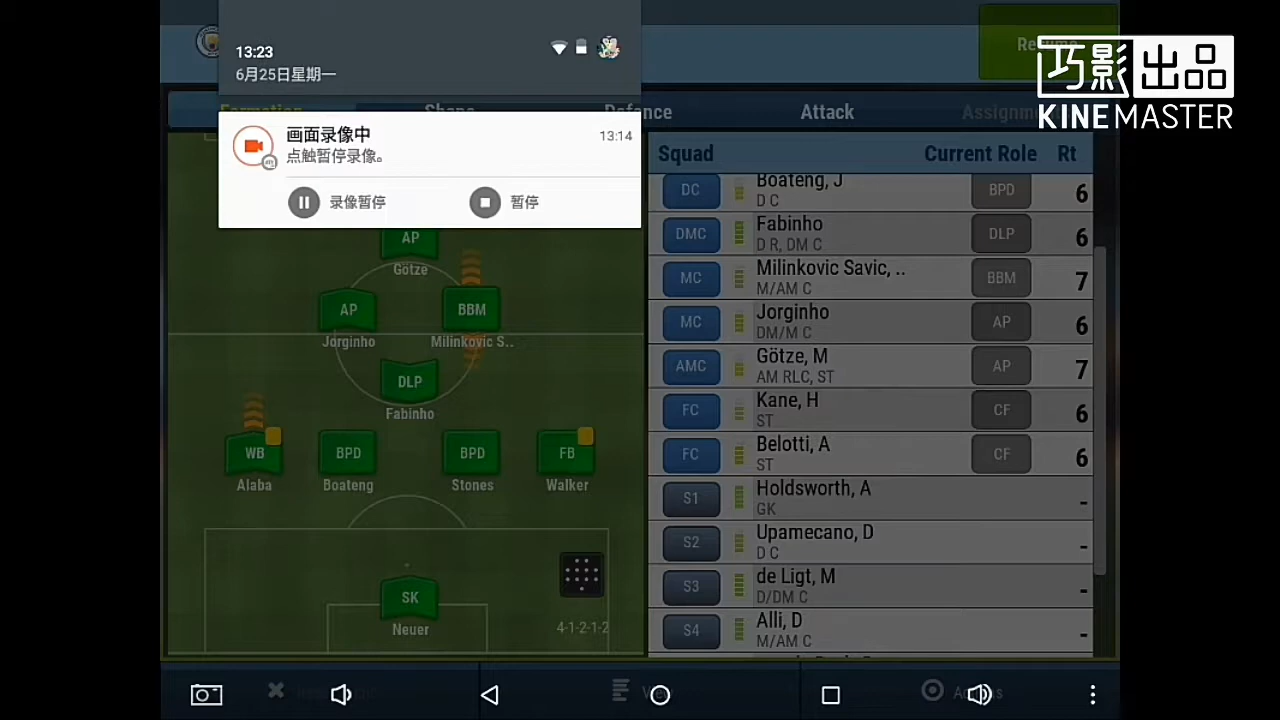 13:23
6月25日星期一
Resume
巧影出品
KINEMASTER
Formation
Shape
Defence
Attack
Assignment
画面录像中
13:14
点触暂停录像。
录像暂停
暂停
AP
Götze
AP
BBM
Jorginho
Milinkovic S..
DLP
Fabinho
WB
BPD
BPD
FB
Alaba
Boateng
Stones
Walker
SK
Neuer
4-1-2-1-2
Squad
Current Role
Rt
DC
Boateng, J
D C
BPD
6
DMC
Fabinho
D R, DM C
DLP
6
MC
Milinkovic Savic, ..
M/AM C
BBM
7
MC
Jorginho
DM/M C
AP
6
AMC
Götze, M
AM RLC, ST
AP
7
FC
Kane, H
ST
CF
6
FC
Belotti, A
ST
CF
6
S1
Holdsworth, A
GK
-
S2
Upamecano, D
D C
-
S3
de Ligt, M
D/DM C
-
S4
Alli, D
M/AM C
-
View